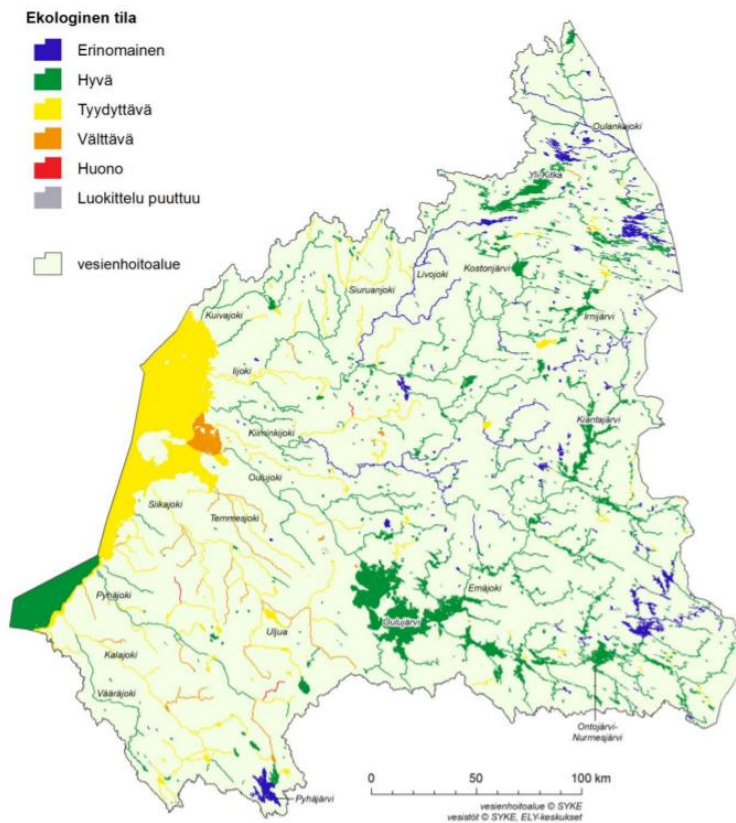 Ekologinen tila
Erinomainen
Hyvä
Tyydyttävä
Välttävä
Huono
Luokittelu puuttuu
vesienhoitoalue
Oulankajoki
Yli-Kitka
Livojoki
Kostonjärvi
Siuruanjoki
Kuivajoki
Irnijärvi
Iijoki
Kiantajärvi
Kiiminkijoki
Oulujoki
Siikajoki
Temmesjoki
Pyhäjoki
Emäjoki
Oulujärvi
Uljua
Kalajoki
Vääräjoki
Ontojärvi-
Nurmesjärvi
Pyhäjärvi
0 50 100 km
vesienhoitoalue © SYKE
vesistöt © SYKE, ELY-keskukset